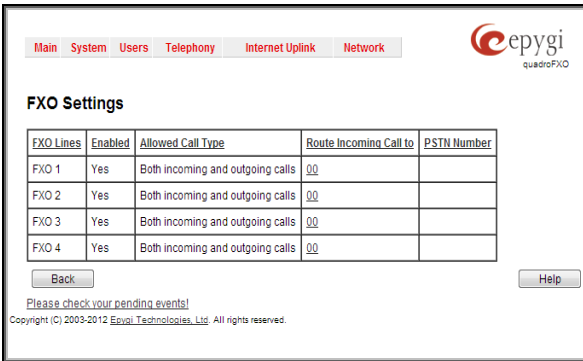 Main System Users Telephony Internet Uplink Network
epygi
quadroFXO
FXO Settings
FXO Lines Enabled Allowed Call Type Route Incoming Call to PSTN Number
FXO 1 Yes Both incoming and outgoing calls 00
FXO 2 Yes Both incoming and outgoing calls 00
FXO 3 Yes Both incoming and outgoing calls 00
FXO 4 Yes Both incoming and outgoing calls 00
Back Help
Please check your pending events!
Copyright (C) 2003-2012 Epygi Technologies, Ltd. All rights reserved.